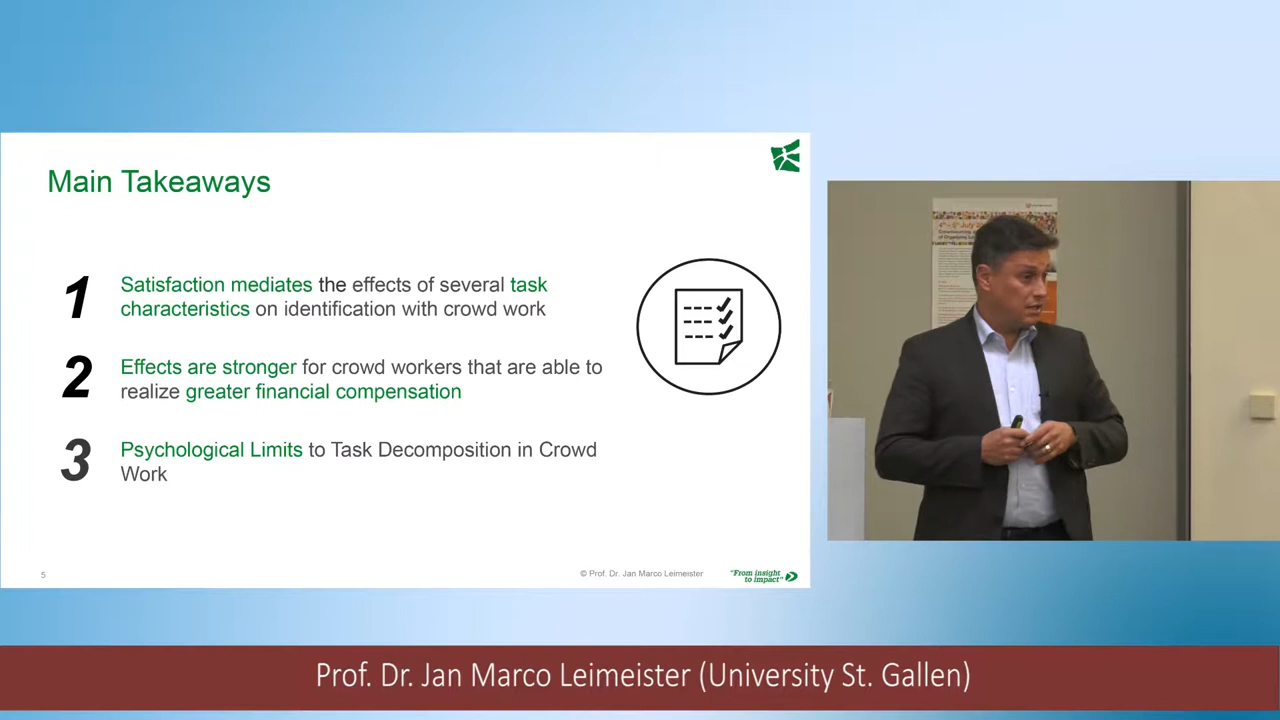 Main Takeaways
1
Satisfaction mediates the effects of several task
characteristics on identification with crowd work
2
Effects are stronger for crowd workers that are able to
realize greater financial compensation
3
Psychological Limits to Task Decomposition in Crowd
Work
5
© Prof. Dr. Jan Marco Leimeister
"From insight
to impact"
Prof. Dr. Jan Marco Leimeister (University St. Gallen)